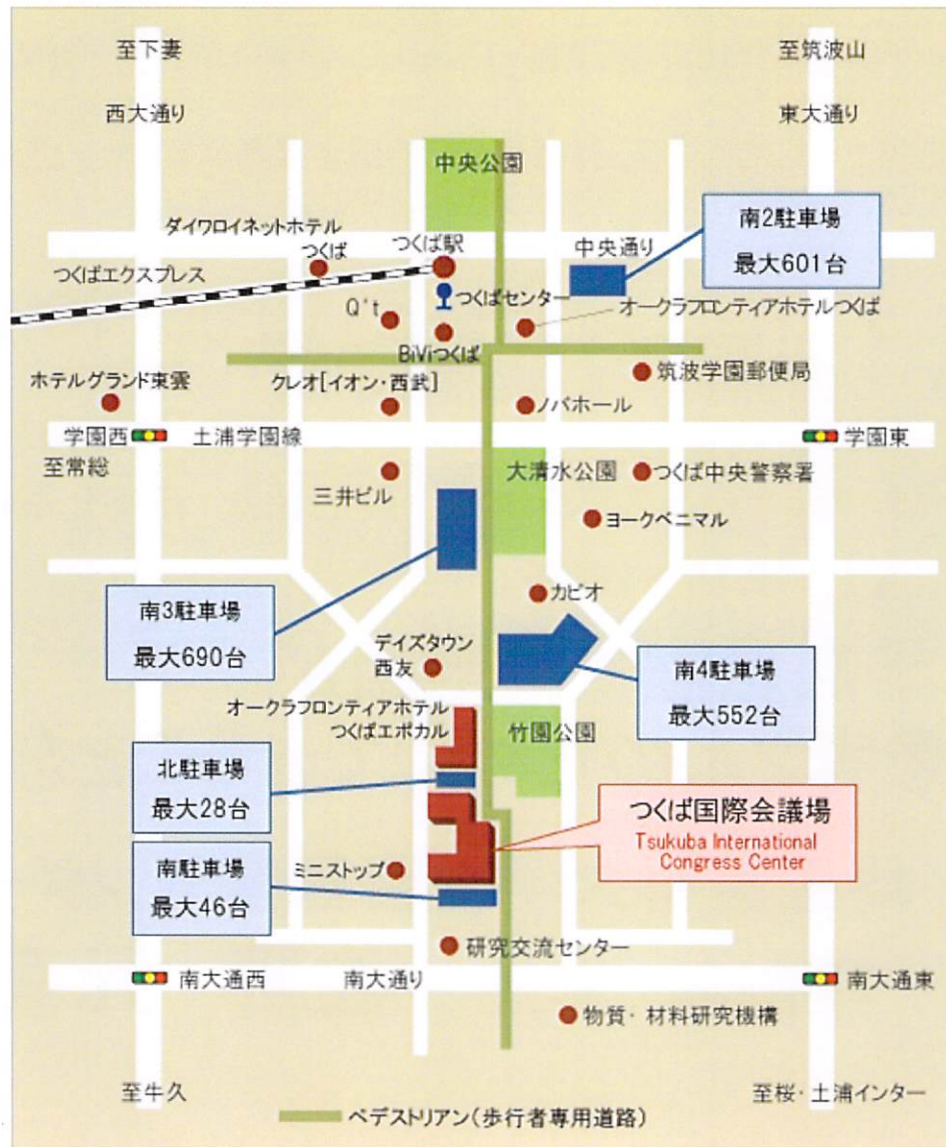 至下妻
至筑波山
西大通り
東大通り
中央公園
ダイワロイネットホテル
つくば
つくば駅
中央通り
南2駐車場
最大601台
つくばエクスプレス
つくばセンター
Q't
オークラフロンティアホテルつくば
BiViつくば
ホテルグランド東雲
クレオ[イオン・西武]
筑波学園郵便局
ノバホール
学園西
土浦学園線
学園東
至常総
三井ビル
大清水公園
つくば中央警察署
ヨークベニマル
南3駐車場
最大690台
カピオ
デイズタウン
西友
南4駐車場
最大552台
オークラフロンティアホテル
つくばエポカル
竹園公園
北駐車場
最大28台
つくば国際会議場
Tsukuba International
Congress Center
南駐車場
最大46台
ミニストップ
研究交流センター
南大通西
南大通り
南大通東
物質・材料研究機構
至牛久
至桜・土浦インター
ペデストリアン(歩行者専用道路)